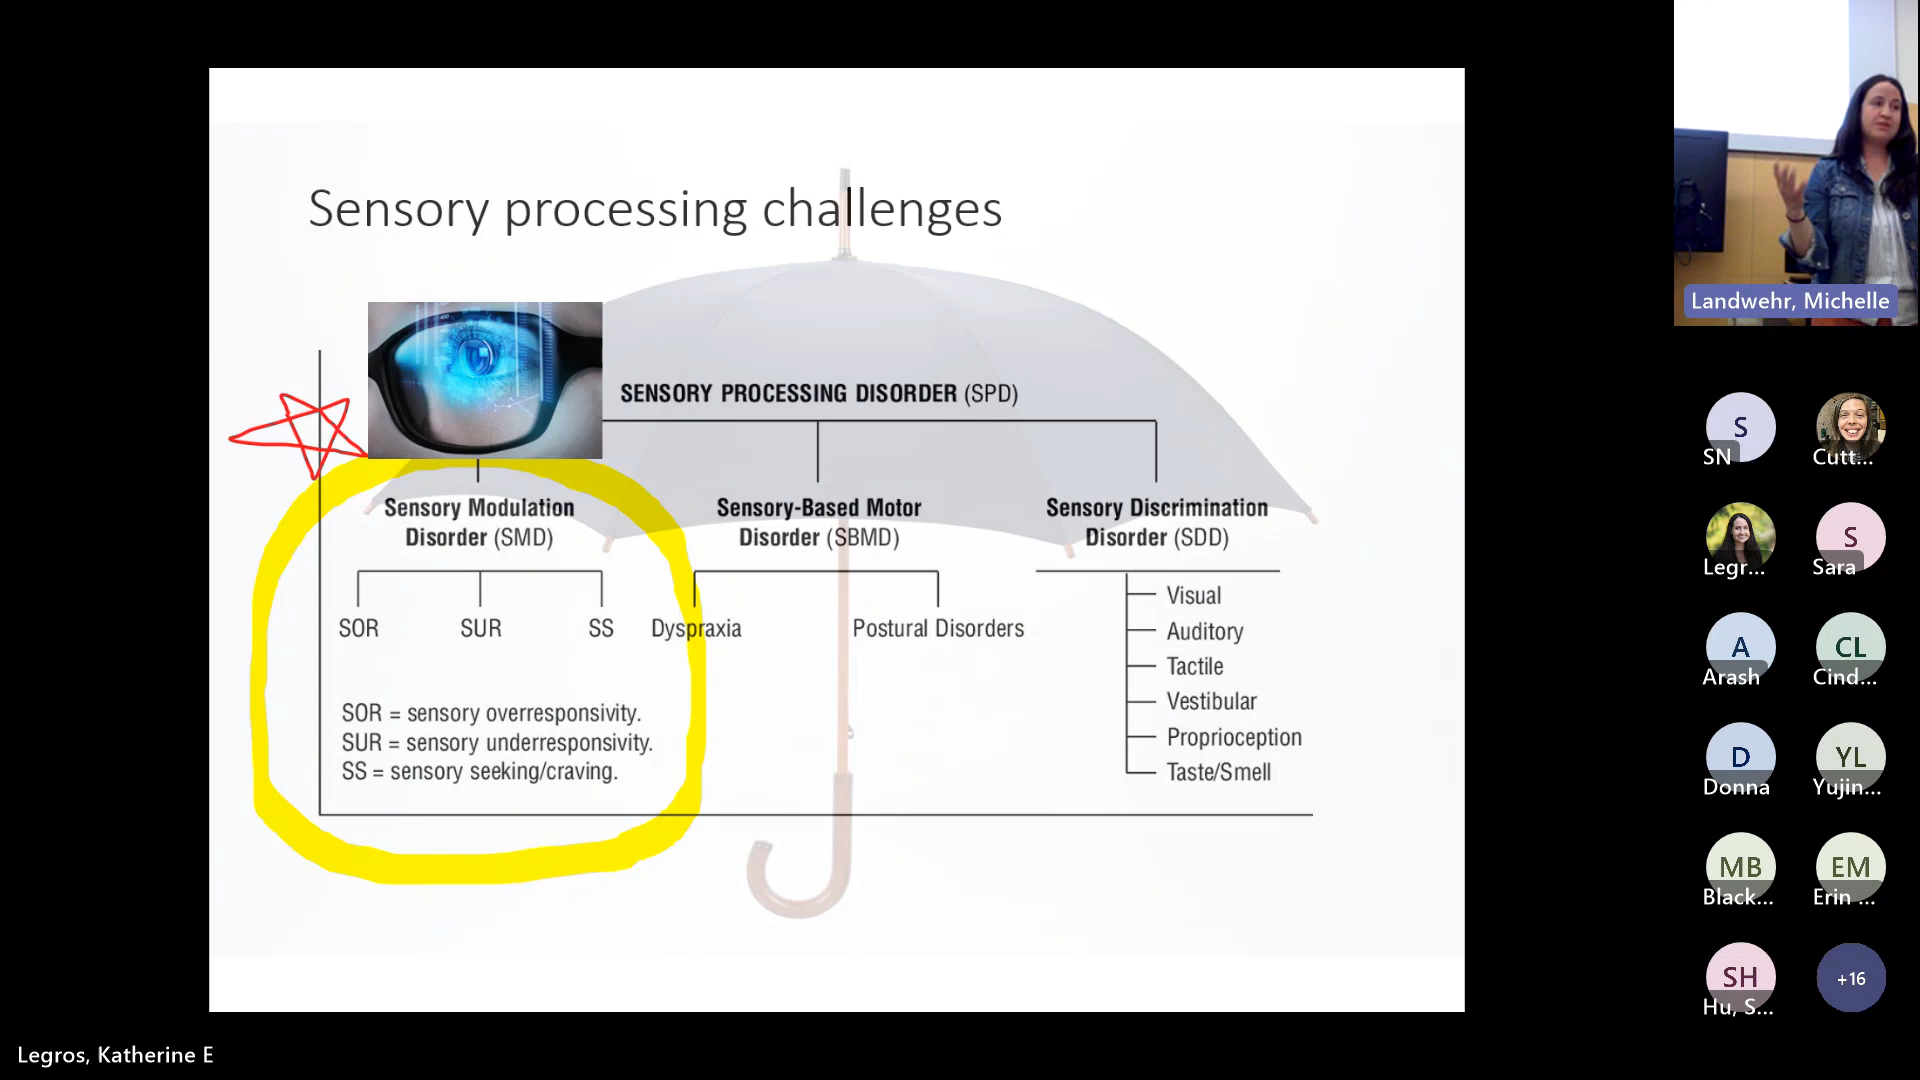 Sensory processing challenges
SENSORY PROCESSING DISORDER (SPD)
Sensory Modulation
Disorder (SMD)
Sensory-Based Motor
Disorder (SBMD)
Sensory Discrimination
Disorder (SDD)
SOR
SUR
SS
Dyspraxia
Postural Disorders
Visual
Auditory
Tactile
Vestibular
Proprioception
Taste/Smell
SOR = sensory overresponsivity.
SUR = sensory underresponsivity.
SS = sensory seeking/craving.
Landwehr, Michelle
S
SN
Cutt...
Legr...
S
Sara
A
Arash
CL
Cind...
D
Donna
YL
Yujin...
MB
Black...
EM
Erin ...
SH
Hu, S...
+16
Legros, Katherine E